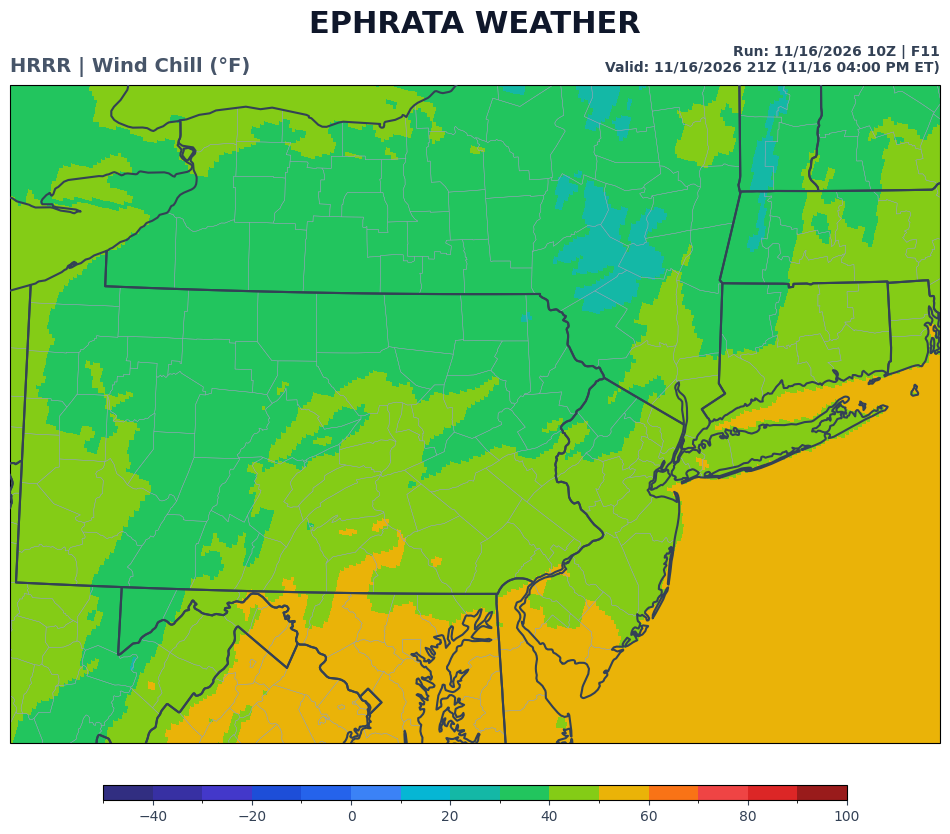 EPHRATA WEATHER
HRRR | Wind Chill (°F)
Run: 11/16/2026 10Z | F11
Valid: 11/16/2026 21Z (11/16 04:00 PM ET)
−40 −20 0 20 40 60 80 100